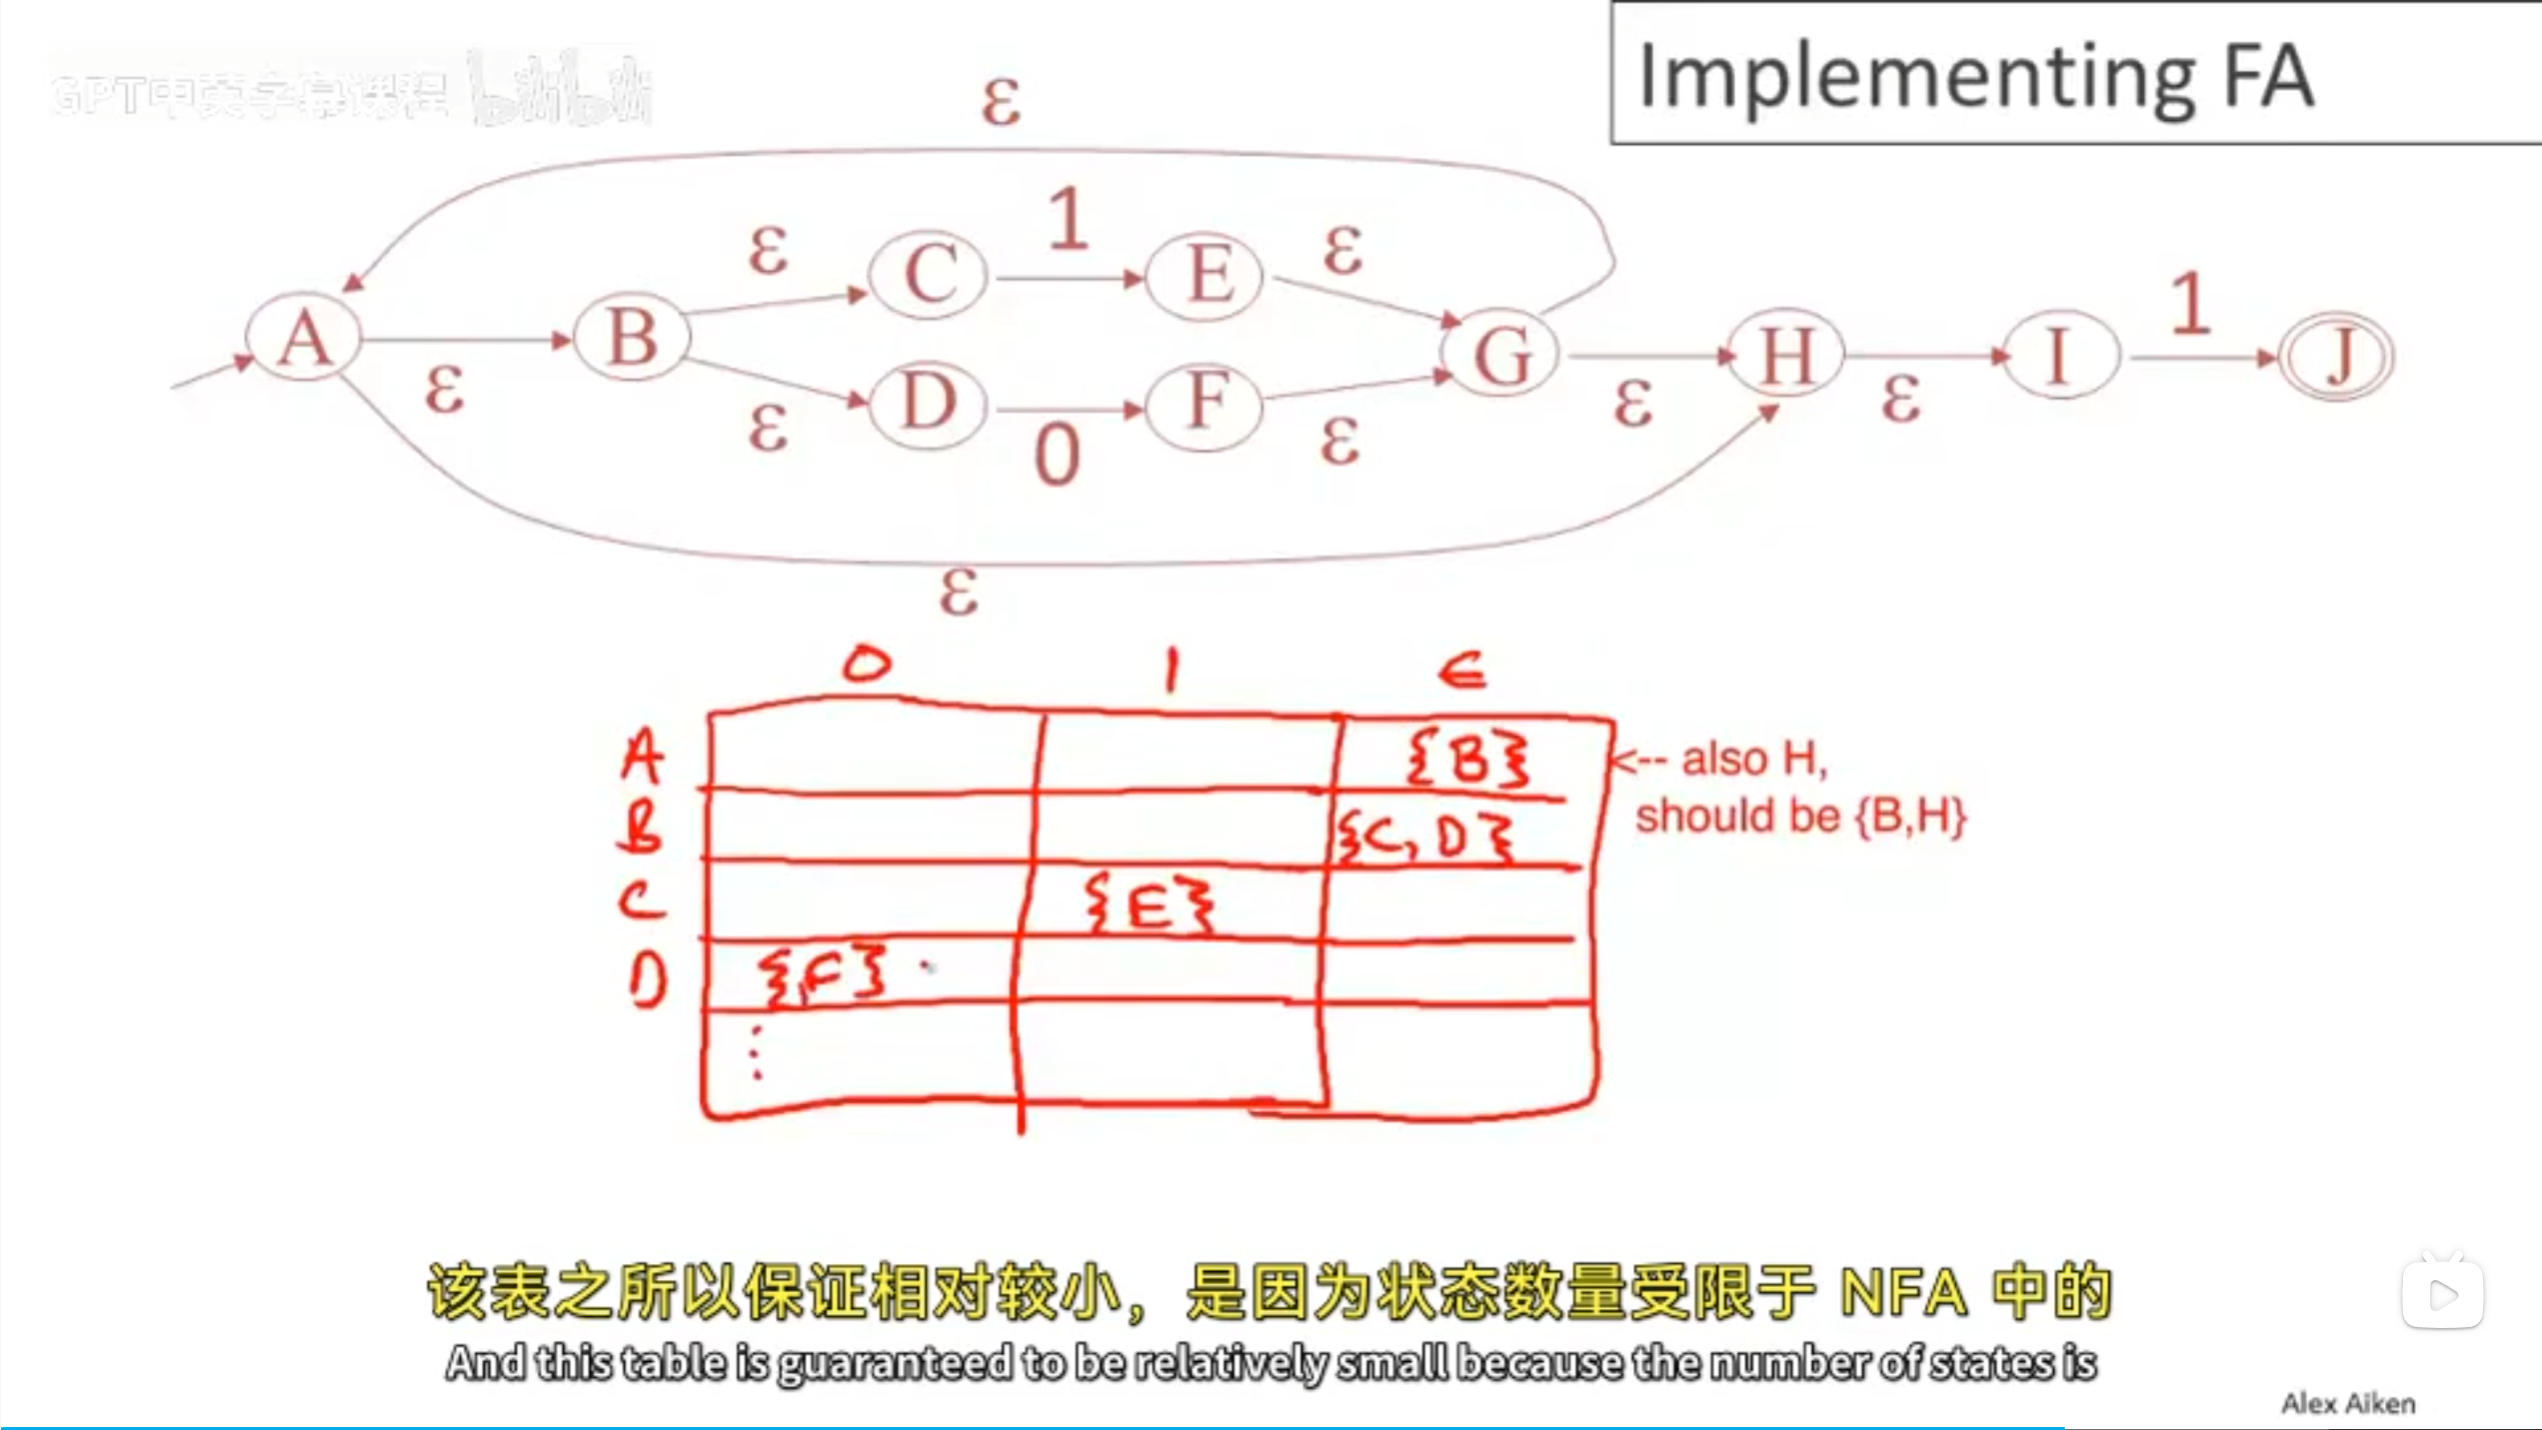 Implementing FA
GPT中英字幕课程 bilibili
ε
ε 1 ε
A ε B C E G ε H ε I 1 J
ε D 0 F ε
ε
0 1 ε
A {B} <-- also H,
should be {B,H}
B {C, D}
C {E}
D {F}
⋮
该表之所以保证相对较小，是因为状态数量受限于 NFA 中的
And this table is guaranteed to be relatively small because the number of states is
Alex Aiken